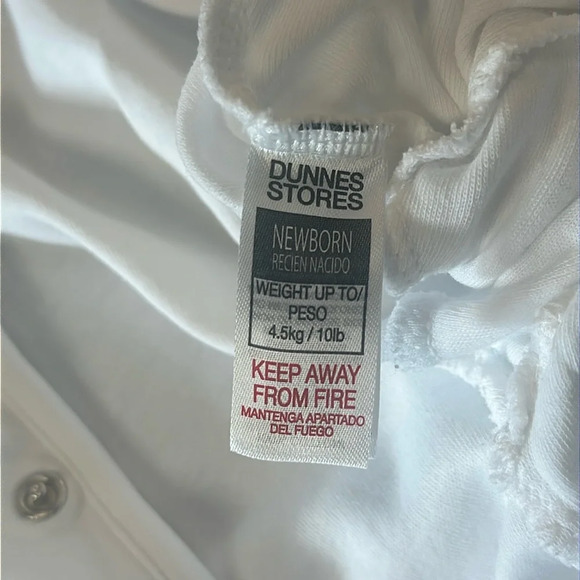 DUNNES
STORES
NEWBORN
RECIEN NACIDO
WEIGHT UP TO/
PESO
4.5kg / 10lb
KEEP AWAY
FROM FIRE
MANTENGA APARTADO
DEL FUEGO